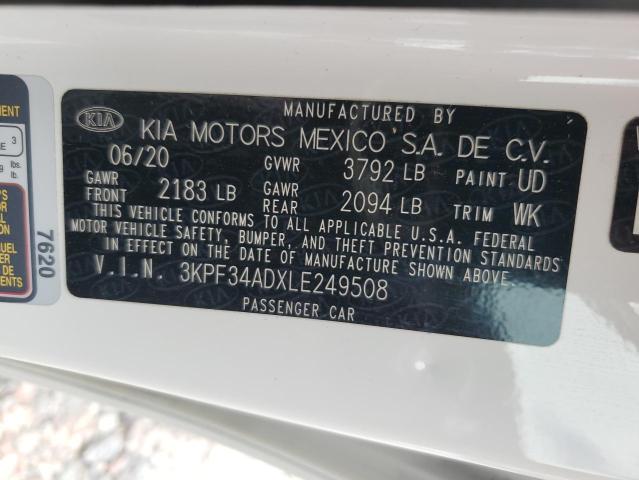 MANUFACTURED BY
KIA KIA MOTORS MEXICO S.A. DE C.V.
06/20 GVWR 3792 LB PAINT UD
GAWR FRONT 2183 LB GAWR REAR 2094 LB TRIM WK
THIS VEHICLE CONFORMS TO ALL APPLICABLE U.S.A. FEDERAL
MOTOR VEHICLE SAFETY, BUMPER, AND THEFT PREVENTION STANDARDS
IN EFFECT ON THE DATE OF MANUFACTURE SHOWN ABOVE.
V.I.N. 3KPF34ADXLE249508
PASSENGER CAR
7620
3
lbs.